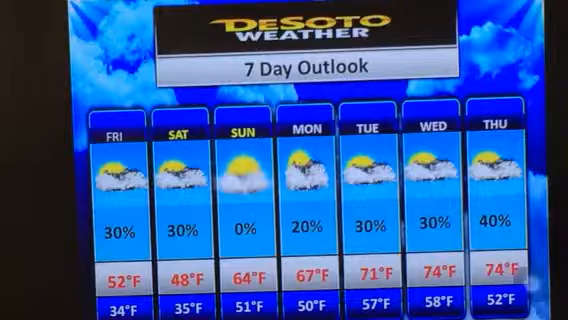 DESOTO
WEATHER
7 Day Outlook
FRI SAT SUN MON TUE WED THU
30% 30% 0% 20% 30% 30% 40%
52°F 48°F 64°F 67°F 71°F 74°F 74°F
34°F 35°F 51°F 50°F 57°F 58°F 52°F